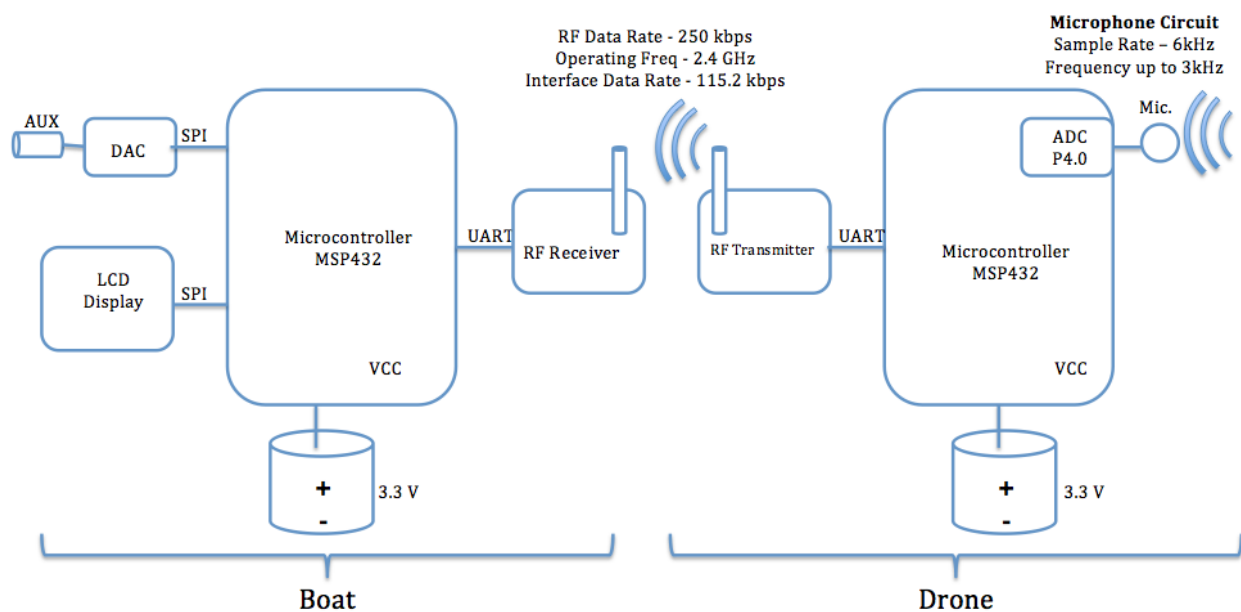 RF Data Rate - 250 kbps
Operating Freq - 2.4 GHz
Interface Data Rate - 115.2 kbps
Microphone Circuit
Sample Rate – 6kHz
Frequency up to 3kHz
AUX
DAC
SPI
LCD
Display
SPI
Microcontroller
MSP432
VCC
UART
RF Receiver
RF Transmitter
UART
Microcontroller
MSP432
VCC
ADC
P4.0
Mic.
+
-
3.3 V
+
-
3.3 V
Boat
Drone